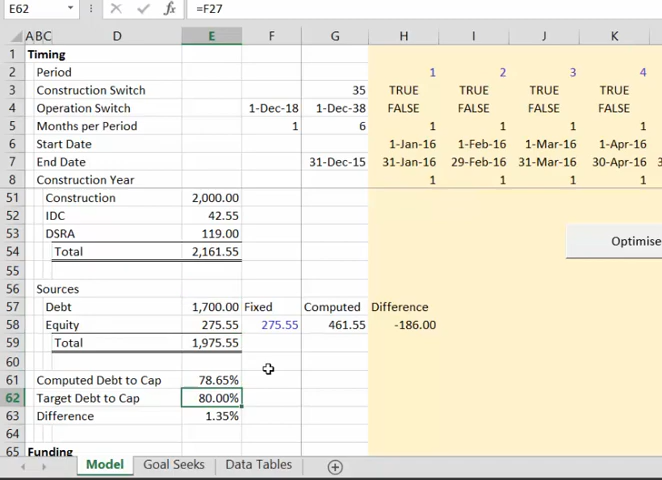 E62 fx =F27
A B C D E F G H I J K
1 Timing
2 Period 1 2 3 4
3 Construction Switch 35 TRUE TRUE TRUE TRUE
4 Operation Switch 1-Dec-18 1-Dec-38 FALSE FALSE FALSE FALSE
5 Months per Period 1 6 1 1 1 1
6 Start Date 1-Jan-16 1-Feb-16 1-Mar-16 1-Apr-16
7 End Date 31-Dec-15 31-Jan-16 29-Feb-16 31-Mar-16 30-Apr-16 3
8 Construction Year 1 1 1 1
51 Construction 2,000.00
52 IDC 42.55
53 DSRA 119.00
Optimise
54 Total 2,161.55
55
56 Sources
57 Debt 1,700.00 Fixed Computed Difference
58 Equity 275.55 275.55 461.55 -186.00
59 Total 1,975.55
60
61 Computed Debt to Cap 78.65%
62 Target Debt to Cap 80.00%
63 Difference 1.35%
64
65 Funding
Model Goal Seeks Data Tables